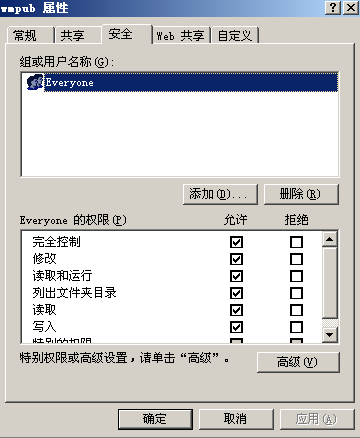 wmpub 属性
常规 共享 安全 Web 共享 自定义
组或用户名称(G):
Everyone
添加(D)... 删除(R)
Everyone 的权限(P) 允许 拒绝
完全控制
修改
读取和运行
列出文件夹目录
读取
写入
特别的权限
特别权限或高级设置，请单击“高级”。
高级(V)
确定 取消 应用(A)